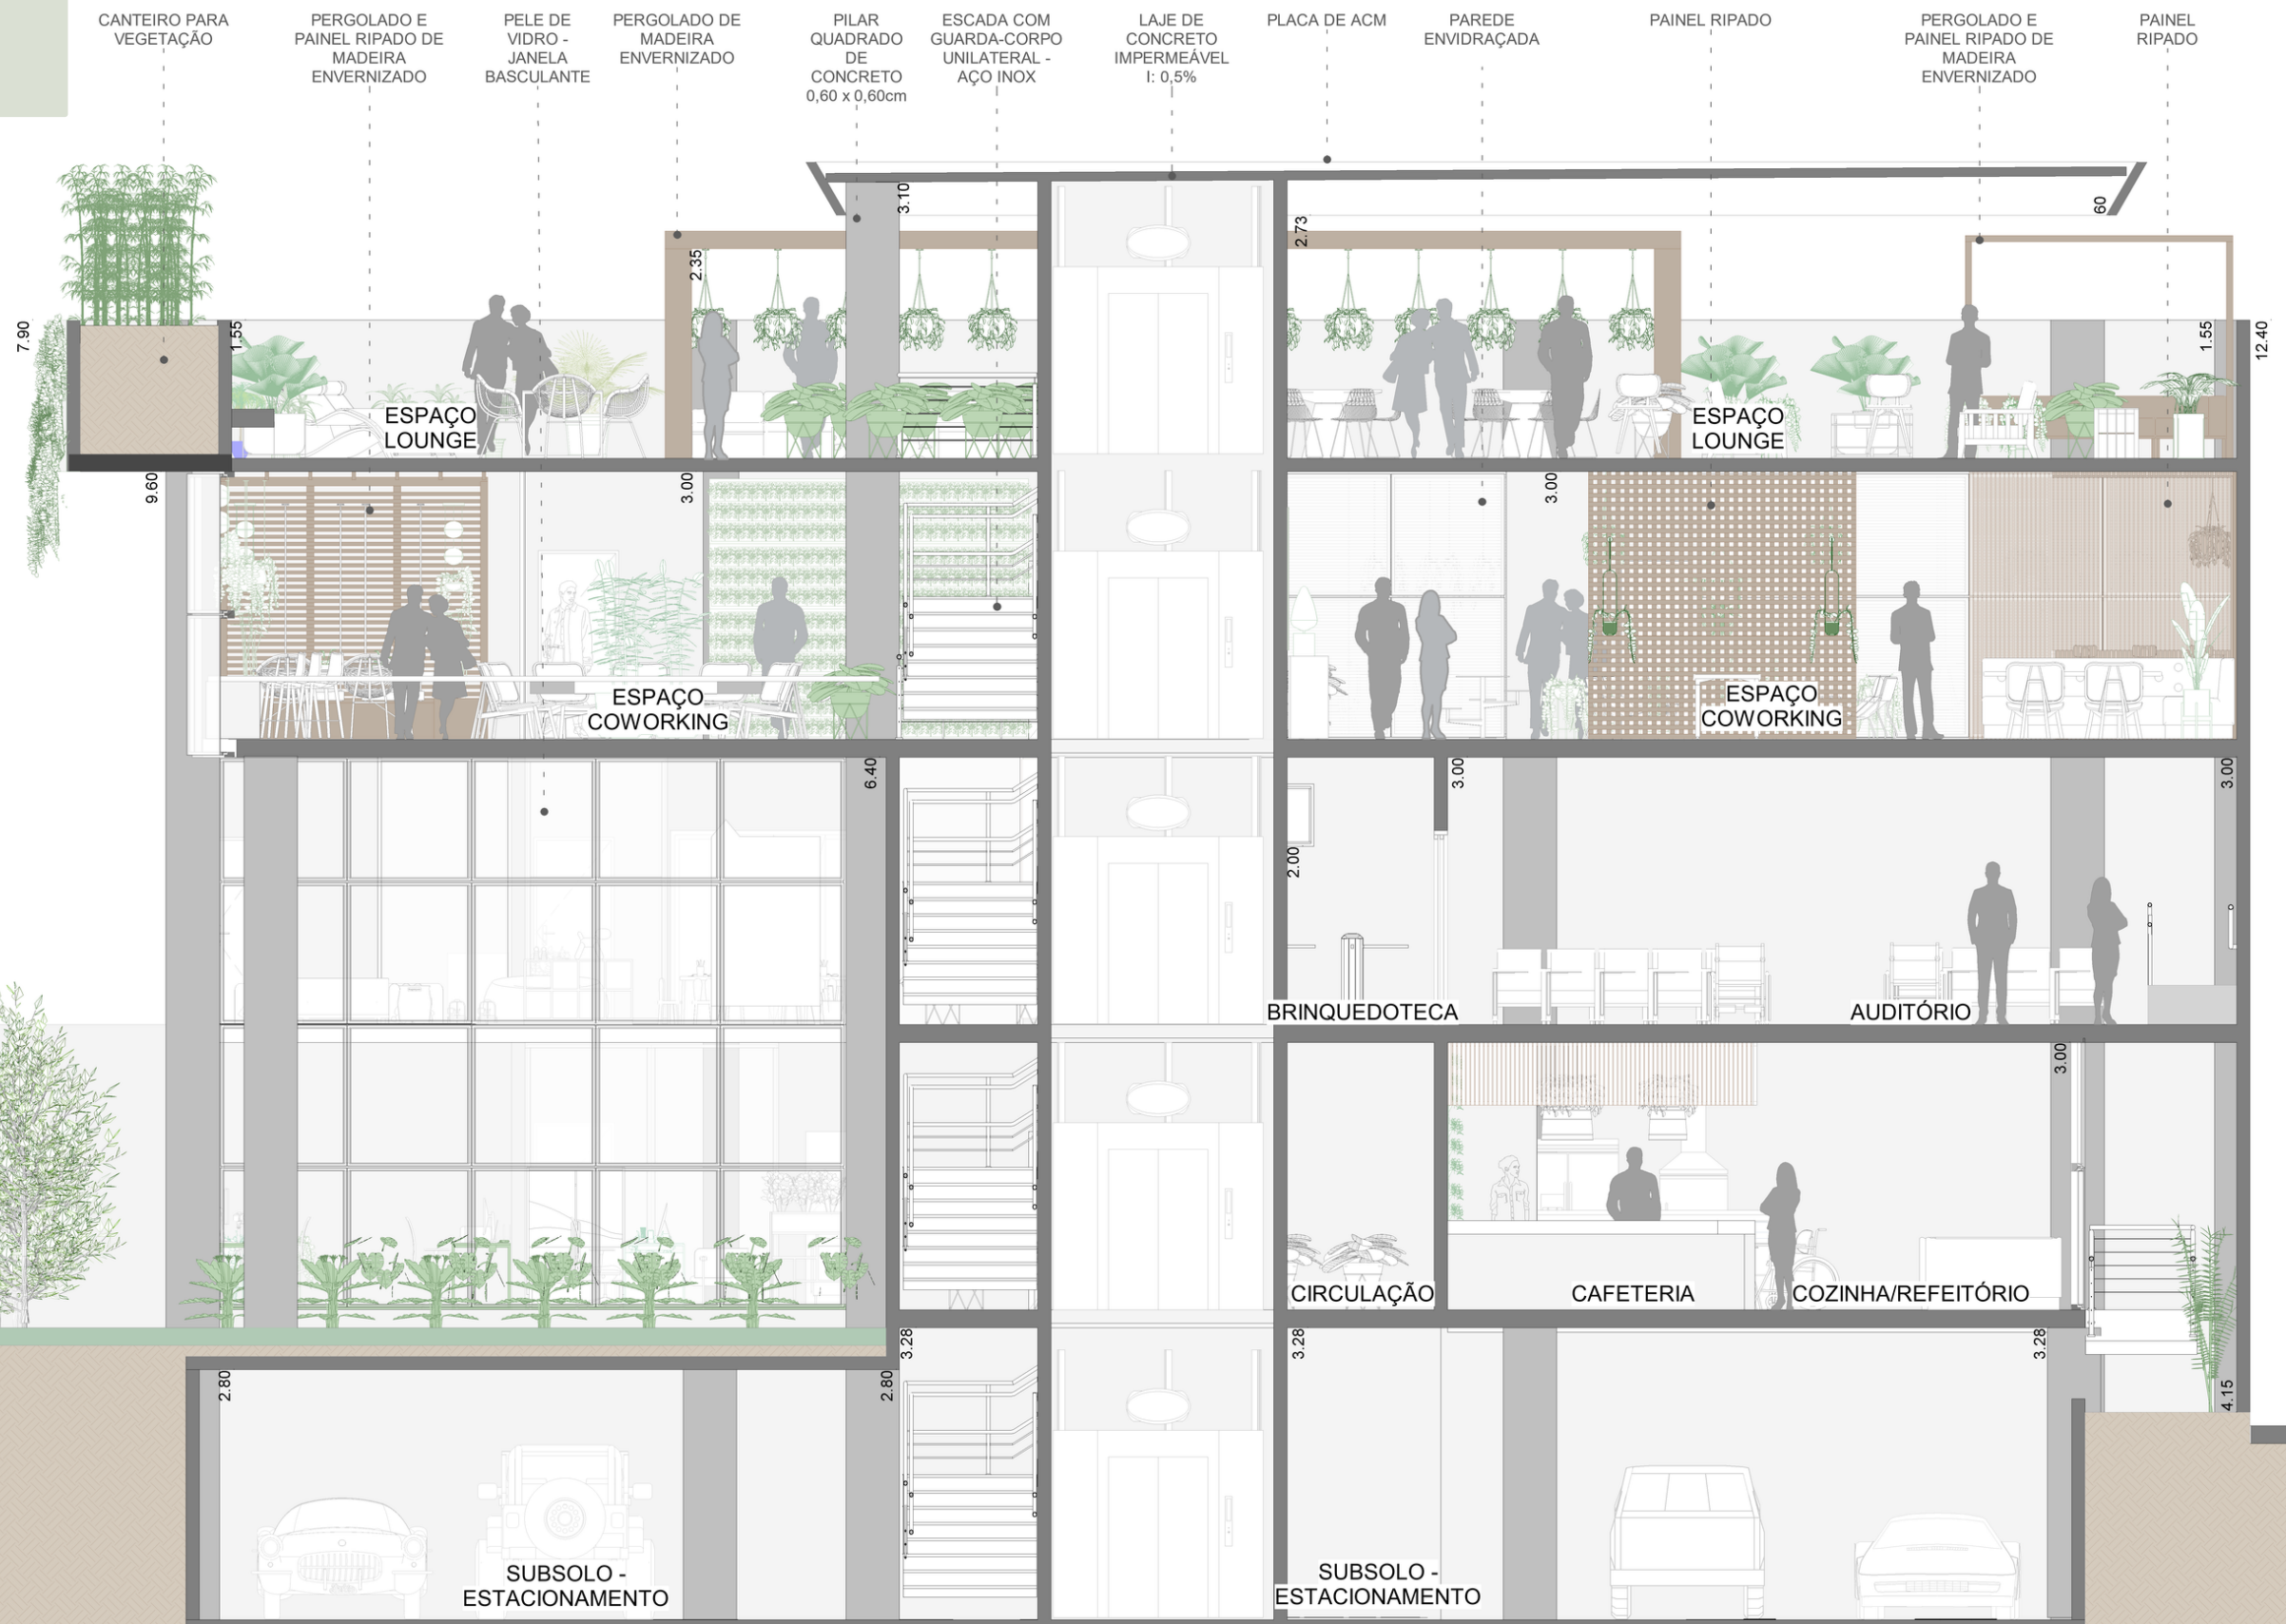 CANTEIRO PARA
VEGETAÇÃO
PERGOLADO E
PAINEL RIPADO DE
MADEIRA
ENVERNIZADO
PELE DE
VIDRO -
JANELA
BASCULANTE
PERGOLADO DE
MADEIRA
ENVERNIZADO
PILAR
QUADRADO
DE
CONCRETO
0,60 x 0,60cm
ESCADA COM
GUARDA-CORPO
UNILATERAL -
AÇO INOX
LAJE DE
CONCRETO
IMPERMEÁVEL
I: 0,5%
PLACA DE ACM
PAREDE
ENVIDRAÇADA
PAINEL RIPADO
PERGOLADO E
PAINEL RIPADO DE
MADEIRA
ENVERNIZADO
PAINEL
RIPADO
3.10
60
2.73
2.35
7.90
1.55
1.55
12.40
ESPAÇO
LOUNGE
ESPAÇO
LOUNGE
9.60
3.00
3.00
ESPAÇO
COWORKING
ESPAÇO
COWORKING
6.40
3.00
3.00
2.00
BRINQUEDOTECA
AUDITÓRIO
3.00
CIRCULAÇÃO
CAFETERIA
COZINHA/REFEITÓRIO
3.28
3.28
3.28
2.80
2.80
4.15
SUBSOLO -
ESTACIONAMENTO
SUBSOLO -
ESTACIONAMENTO